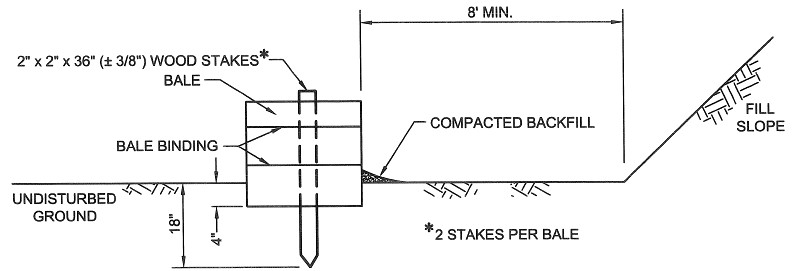 8' MIN.
2" x 2" x 36" (± 3/8") WOOD STAKES*
BALE
COMPACTED BACKFILL
BALE BINDING
FILL
SLOPE
UNDISTURBED
GROUND
18"
4"
*2 STAKES PER BALE